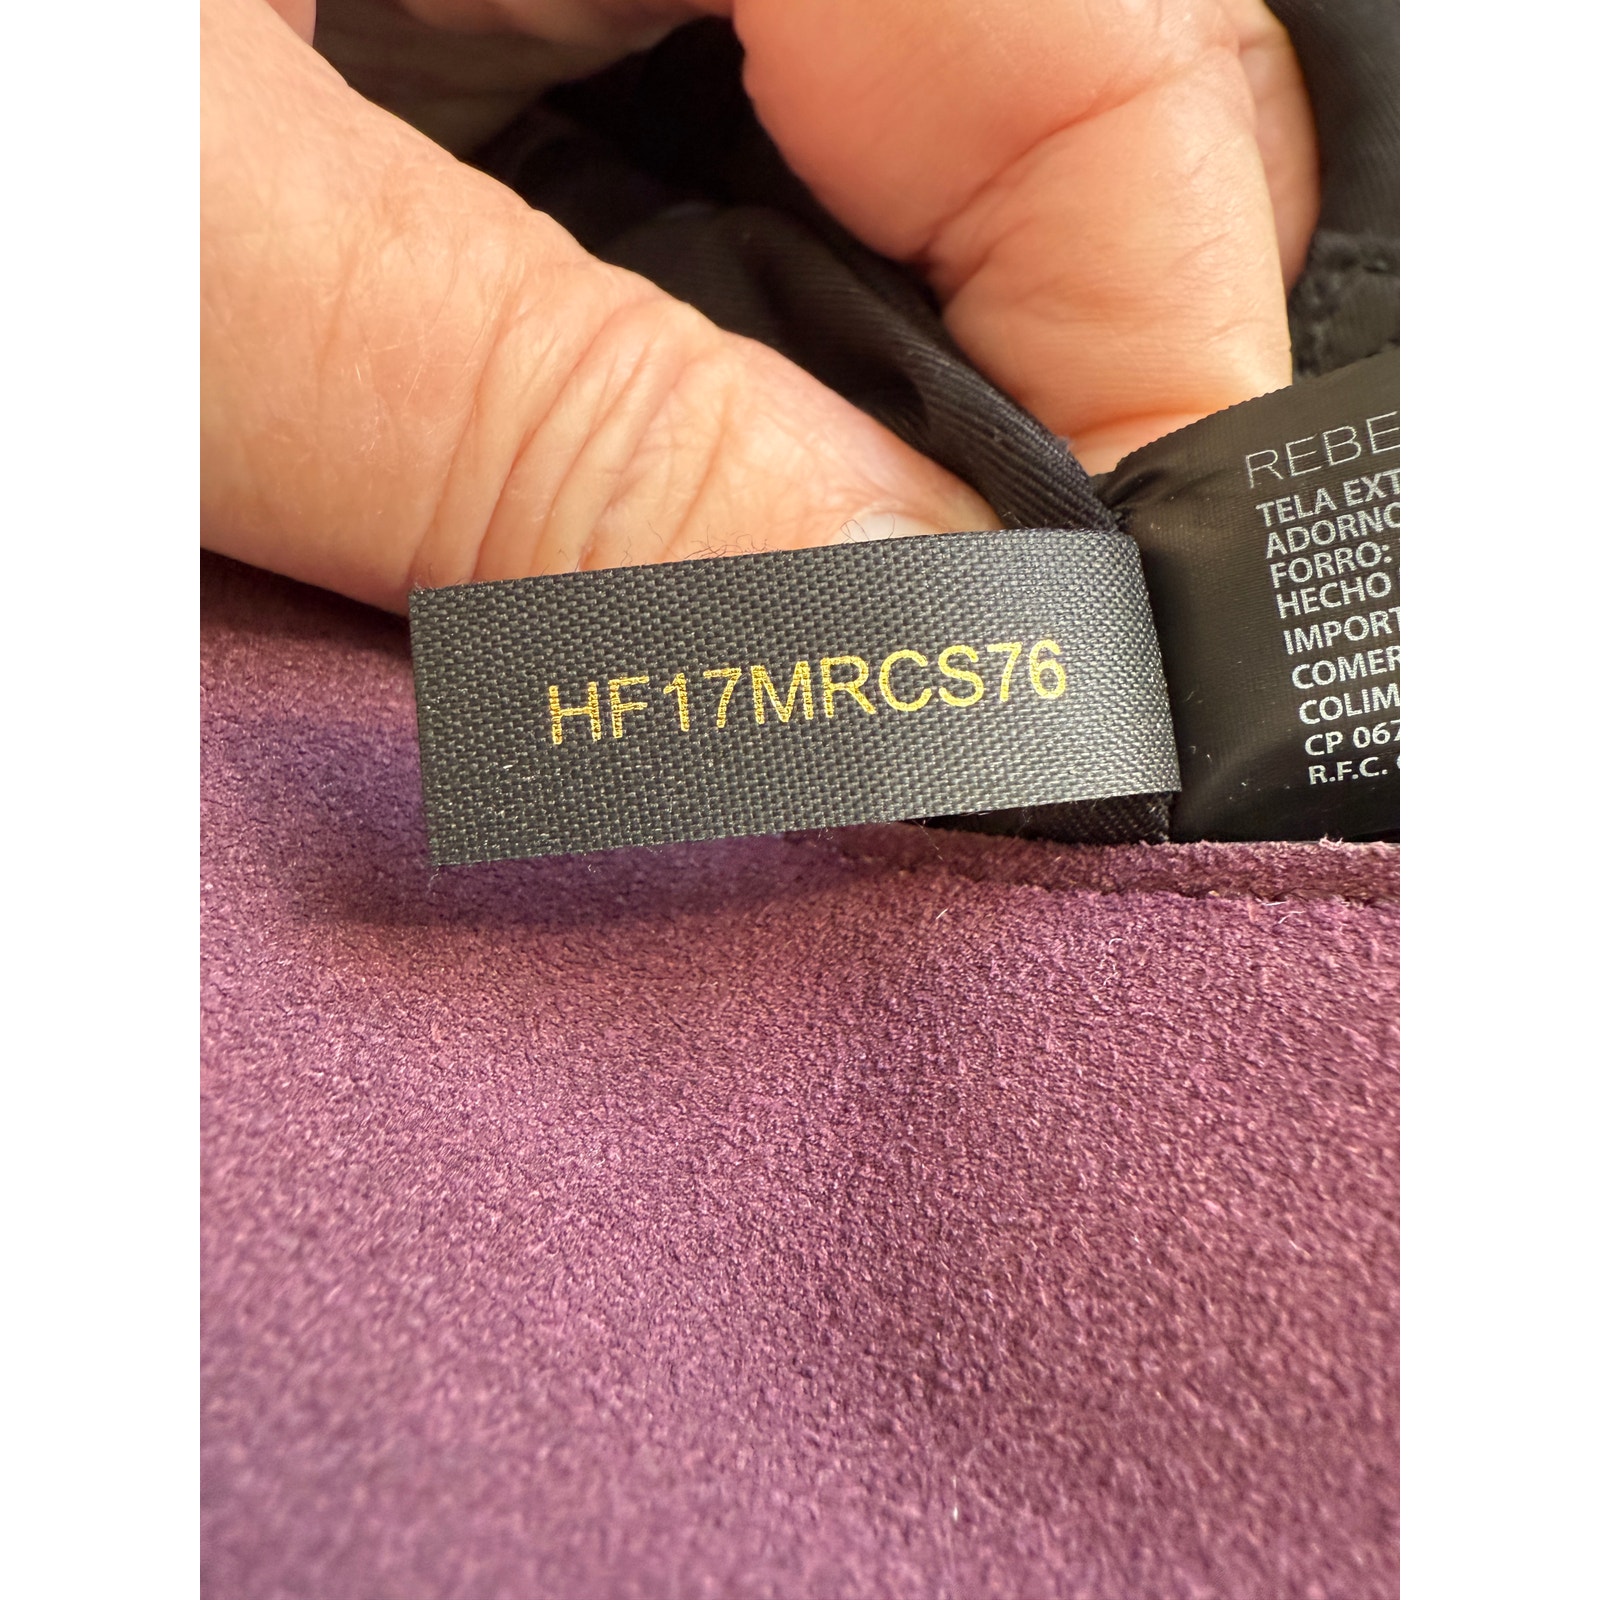 HF17MRCS76
REBE
TELA EXT
ADORNO
FORRO:
HECHO
IMPORT
COMER
COLIM
CP 067
R.F.C.